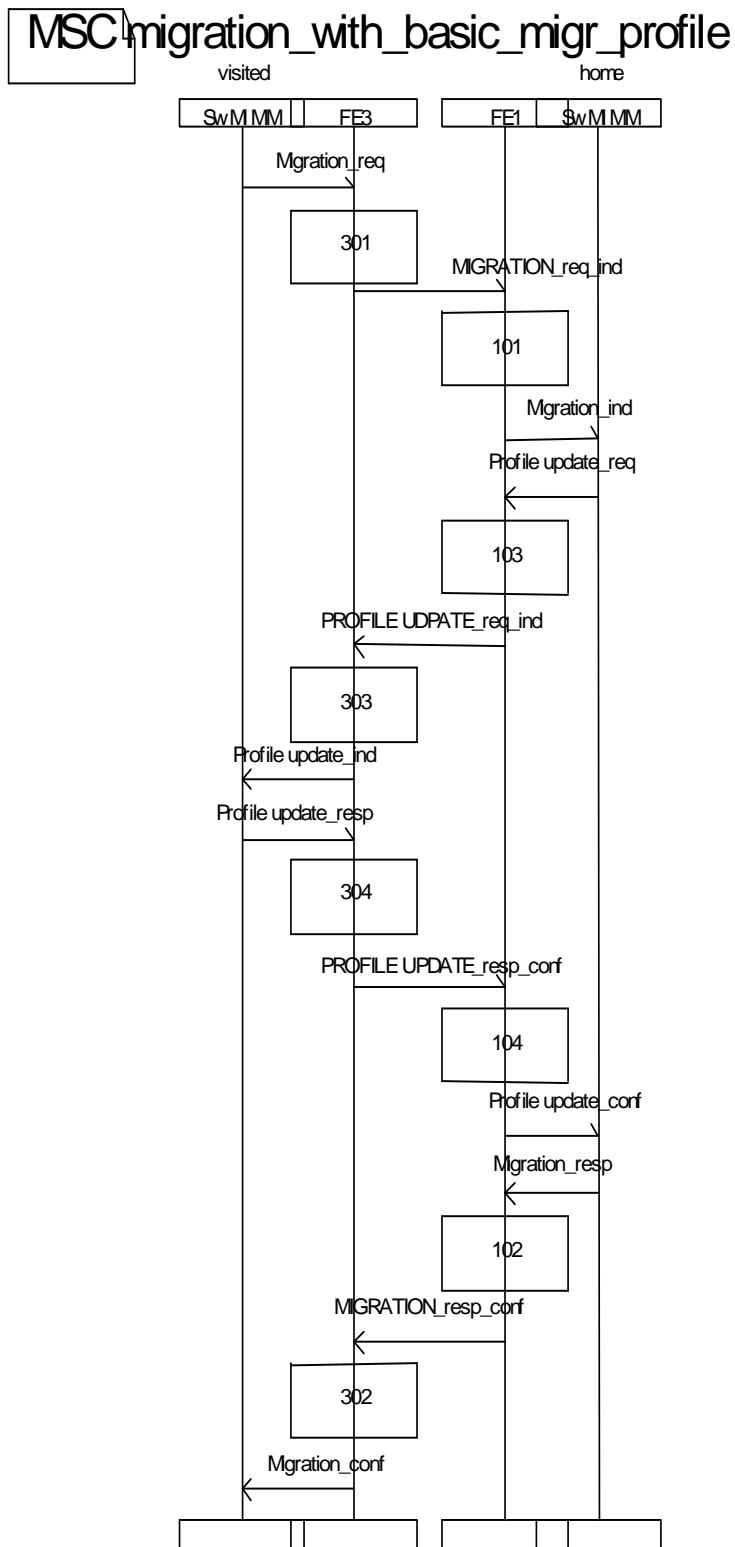 MSC migration_with_basic_migr_profile
visited home
SwMI MM FE3 FE1 SwMI MM
Migration_req
301
MIGRATION_req_ind
101
Migration_ind
Profile update_req
103
PROFILE UDPATE_req_ind
303
Profile update_ind
Profile update_resp
304
PROFILE UPDATE_resp_conf
104
Profile update_conf
Migration_resp
102
MIGRATION_resp_conf
302
Migration_conf